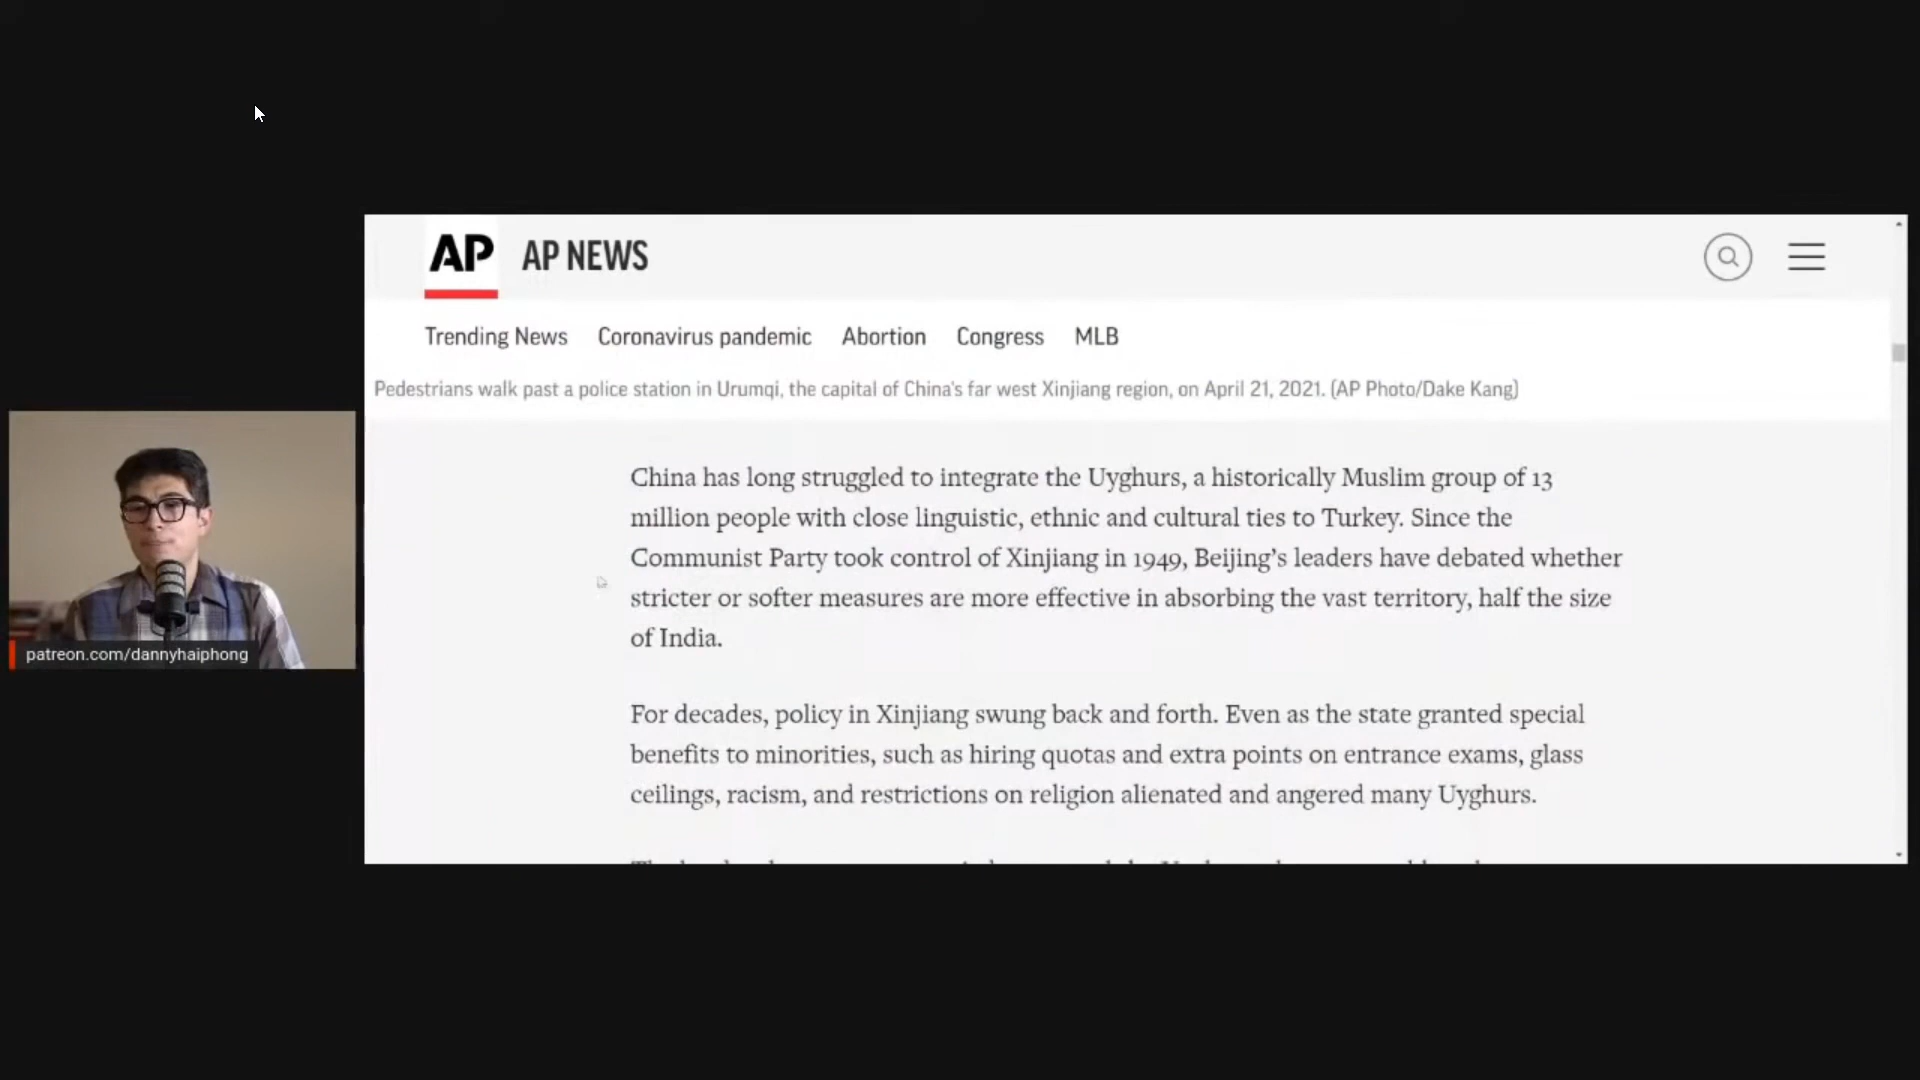 AP AP NEWS
Trending News Coronavirus pandemic Abortion Congress MLB
Pedestrians walk past a police station in Urumqi, the capital of China's far west Xinjiang region, on April 21, 2021. (AP Photo/Dake Kang)
China has long struggled to integrate the Uyghurs, a historically Muslim group of 13
million people with close linguistic, ethnic and cultural ties to Turkey. Since the
Communist Party took control of Xinjiang in 1949, Beijing’s leaders have debated whether
stricter or softer measures are more effective in absorbing the vast territory, half the size
of India.
For decades, policy in Xinjiang swung back and forth. Even as the state granted special
benefits to minorities, such as hiring quotas and extra points on entrance exams, glass
ceilings, racism, and restrictions on religion alienated and angered many Uyghurs.
patreon.com/dannyhaiphong